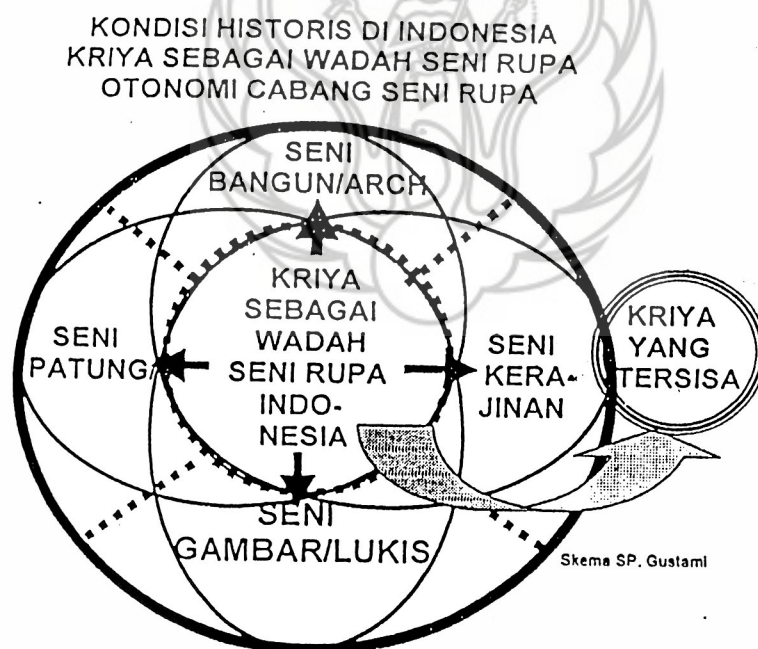 KONDISI HISTORIS DI INDONESIA
KRIYA SEBAGAI WADAH SENI RUPA
OTONOMI CABANG SENI RUPA
SENI
BANGUN/ARCH
SENI
PATUNG
KRIYA
SEBAGAI
WADAH
SENI RUPA
INDO-
NESIA
SENI
KERA-
JINAN
KRIYA
YANG
TERSISA
SENI
GAMBAR/LUKIS
Skema SP. Gustami